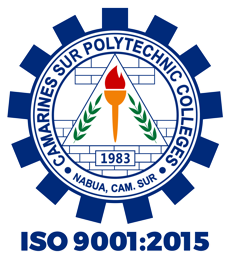 CAMARINES SUR POLYTECHNIC COLLEGES
1983
NABUA, CAM. SUR
ISO 9001:2015